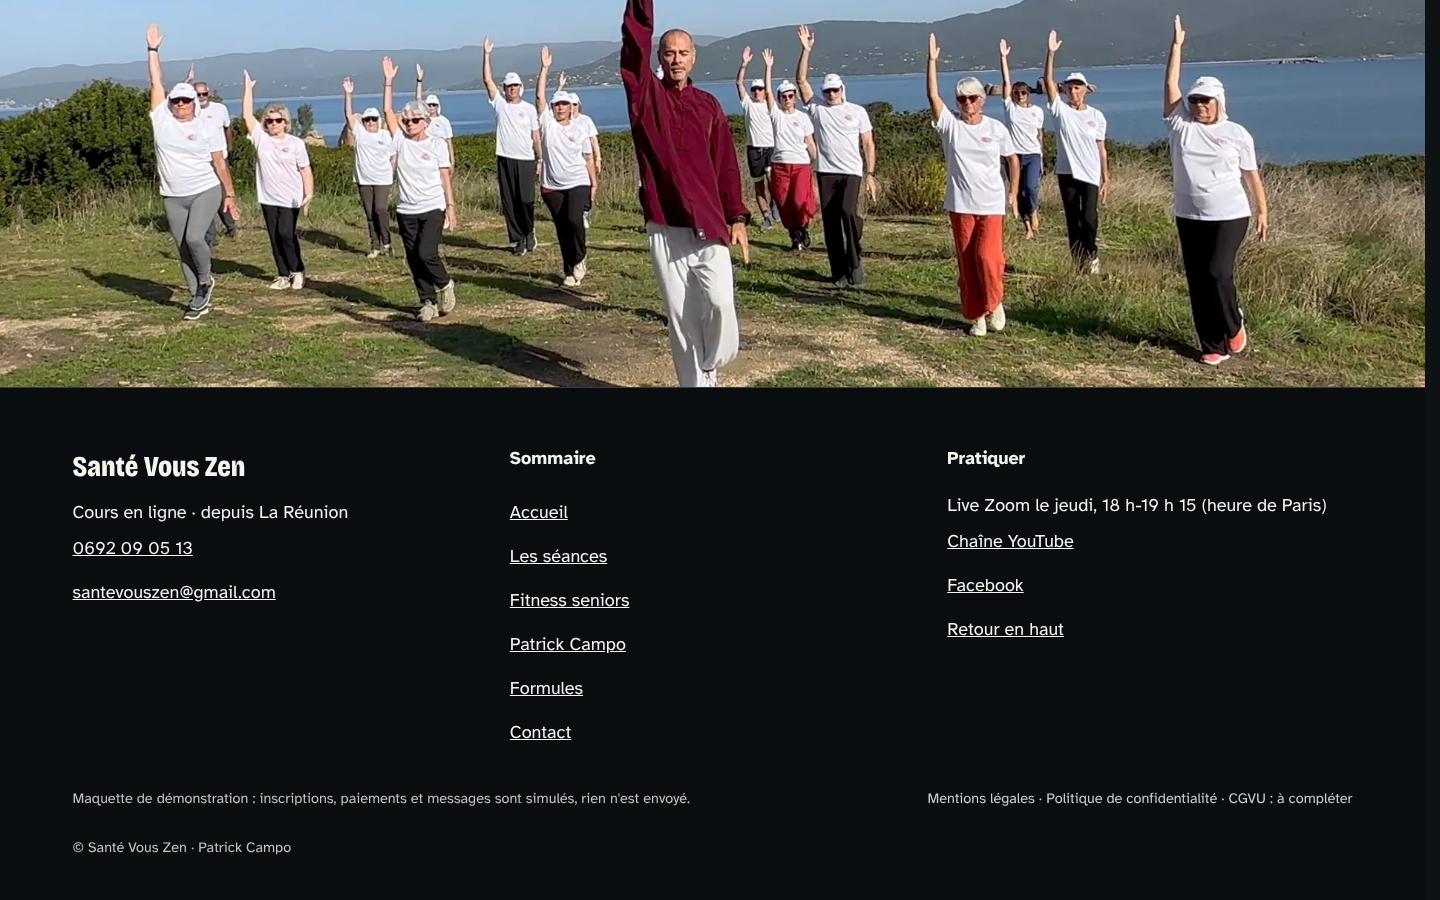 Santé Vous Zen
Cours en ligne · depuis La Réunion
0692 09 05 13
santevouszen@gmail.com
Sommaire
Accueil
Les séances
Fitness seniors
Patrick Campo
Formules
Contact
Pratiquer
Live Zoom le jeudi, 18 h-19 h 15 (heure de Paris)
Chaîne YouTube
Facebook
Retour en haut
Maquette de démonstration : inscriptions, paiements et messages sont simulés, rien n'est envoyé.
Mentions légales · Politique de confidentialité · CGVU : à compléter
© Santé Vous Zen · Patrick Campo